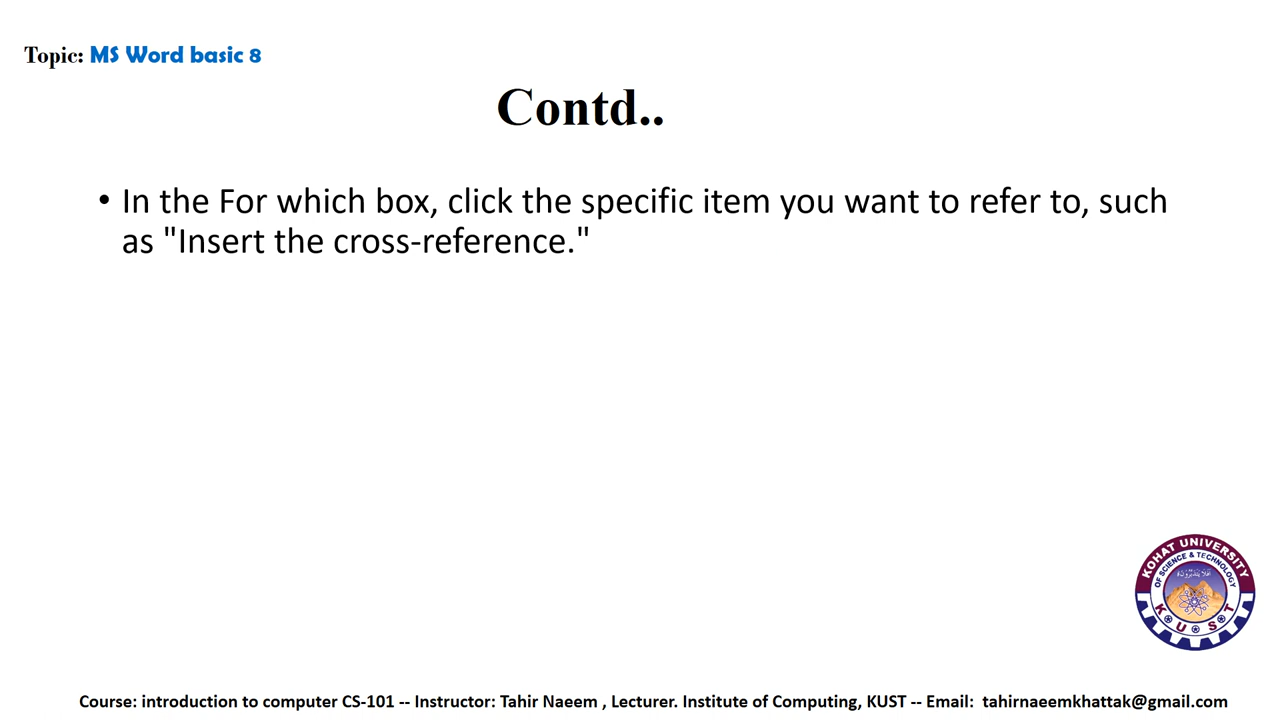 Topic: MS Word basic 8
Contd..
• In the For which box, click the specific item you want to refer to, such
as "Insert the cross-reference."
KOHAT UNIVERSITY
OF SCIENCE & TECHNOLOGY
K U S T
Course: introduction to computer CS-101 -- Instructor: Tahir Naeem , Lecturer. Institute of Computing, KUST -- Email: tahirnaeemkhattak@gmail.com